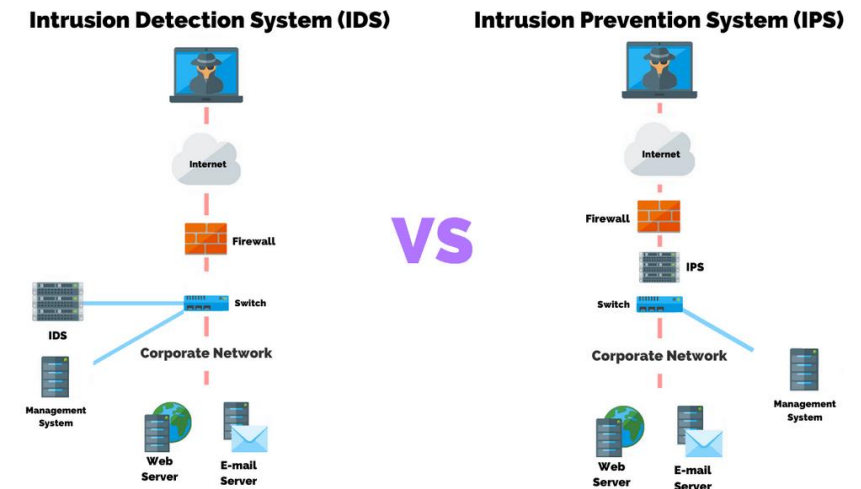 Intrusion Detection System (IDS)
Internet
Firewall
Switch
IDS
Corporate Network
Management
System
Web
Server
E-mail
Server
VS
Intrusion Prevention System (IPS)
Internet
Firewall
IPS
Switch
Corporate Network
Management
System
Web
Server
E-mail
Server